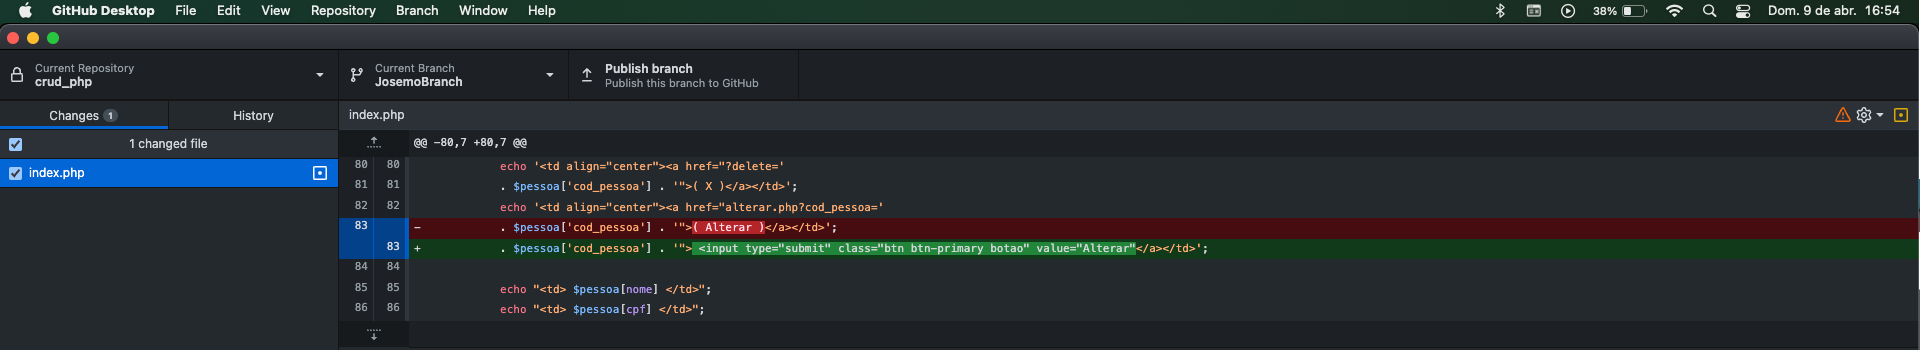 GitHub Desktop File Edit View Repository Branch Window Help 38% Dom. 9 de abr. 16:54
Current Repository
crud_php
Current Branch
JosemoBranch
Publish branch
Publish this branch to GitHub
Changes 1 History
index.php
1 changed file
index.php
@@ -80,7 +80,7 @@
80 80 echo '<td align="center"><a href="?delete='
81 81 . $pessoa['cod_pessoa'] . '">( X )</a></td>';
82 82 echo '<td align="center"><a href="alterar.php?cod_pessoa='
83 - . $pessoa['cod_pessoa'] . '">( Alterar )</a></td>';
83 + . $pessoa['cod_pessoa'] . '"> <input type="submit" class="btn btn-primary botao" value="Alterar"</a></td>';
84 84
85 85 echo "<td> $pessoa[nome] </td>";
86 86 echo "<td> $pessoa[cpf] </td>";